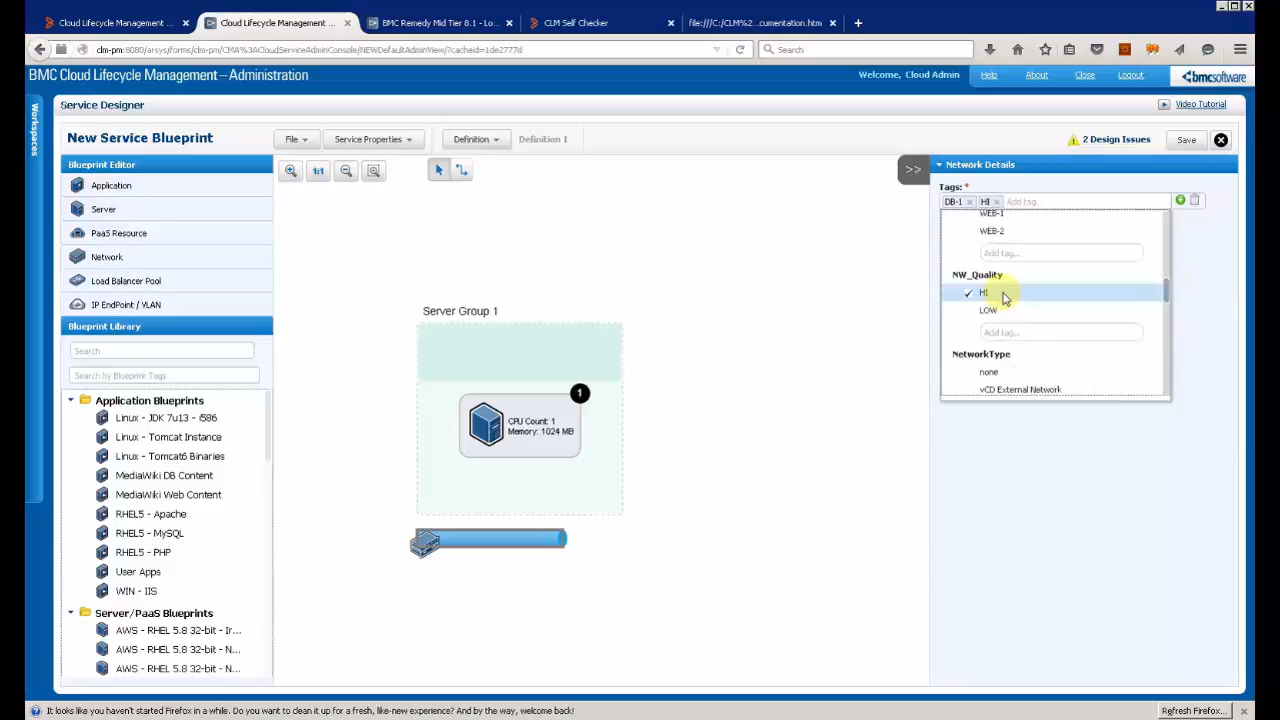 Cloud Lifecycle Management ... ×
Cloud Lifecycle Management ... ×
BMC Remedy Mid Tier 8.1 - Lo... ×
CLM Self Checker ×
file:///C:/CLM%2...cumentation.htm ×
clm-pm:8080/arsys/forms/clm-pm/CMA%3ACloudServiceAdminConsole/NEWDefaultAdminView/?cacheid=1de2777d
Search
BMC Cloud Lifecycle Management – Administration
Welcome, Cloud Admin
Help
About
Close
Logout
bmcsoftware
Workspaces
Service Designer
Video Tutorial
New Service Blueprint
File
Service Properties
Definition
Definition 1
2 Design Issues
Save
Blueprint Editor
Application
Server
PaaS Resource
Network
Load Balancer Pool
IP EndPoint / VLAN
Blueprint Library
Search
Search by Blueprint Tags
Application Blueprints
Linux - JDK 7u13 - i586
Linux - Tomcat Instance
Linux - Tomcat6 Binaries
MediaWiki DB Content
MediaWiki Web Content
RHEL5 - Apache
RHEL5 - MySQL
RHEL5 - PHP
User Apps
WIN - IIS
Server/PaaS Blueprints
AWS - RHEL 5.8 32-bit - Ir...
AWS - RHEL 5.8 32-bit - N...
AWS - RHEL 5.8 32-bit - N...
1:1
Server Group 1
1
CPU Count: 1
Memory: 1024 MB
>>
Network Details
Tags: *
DB-1 × HI × Add tag...
WEB-1
WEB-2
Add tag...
NW_Quality
HI
LOW
Add tag...
NetworkType
none
vCD External Network
It looks like you haven't started Firefox in a while. Do you want to clean it up for a fresh, like-new experience? And by the way, welcome back!
Refresh Firefox...